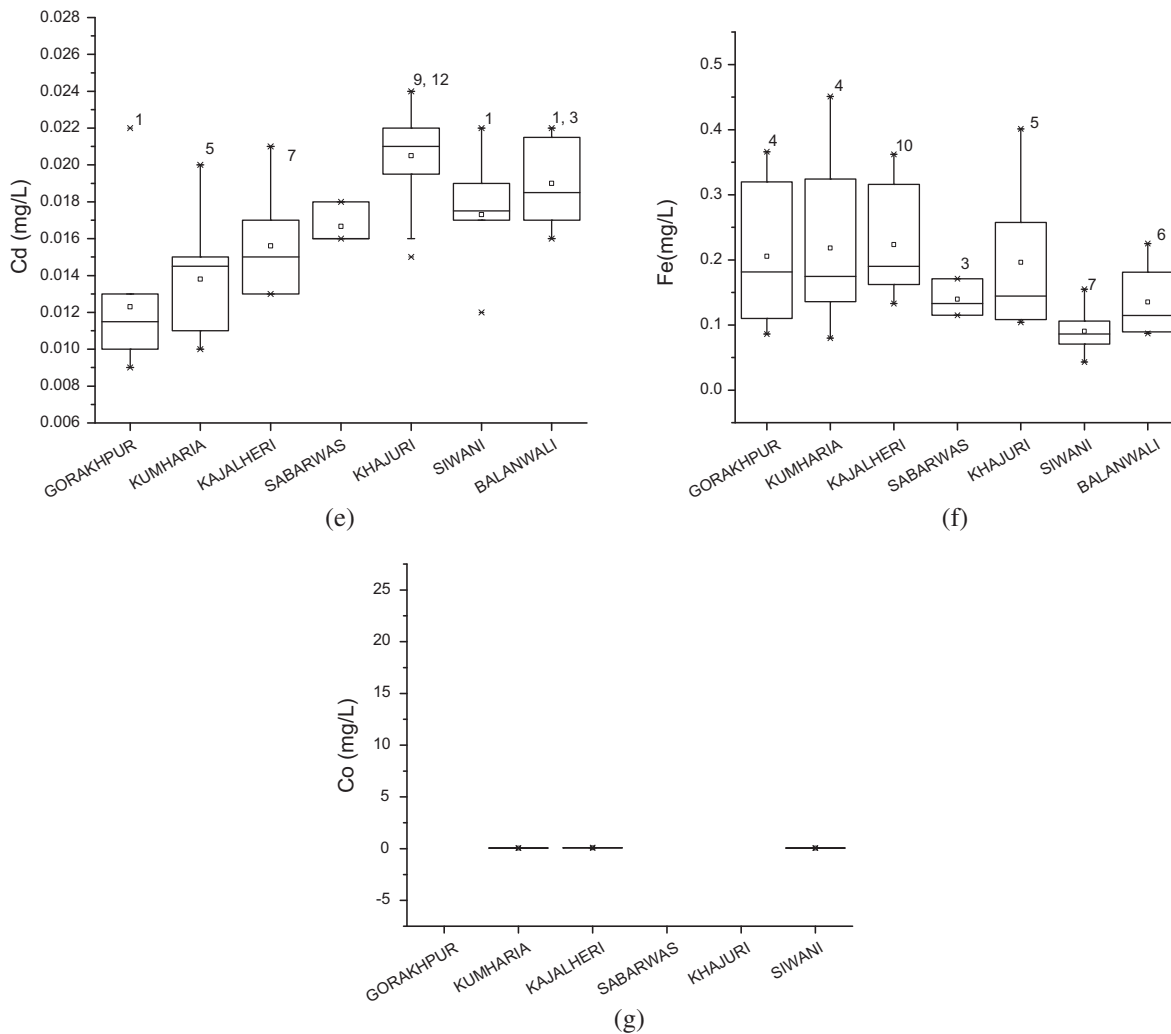 0.028
0.026
0.024
0.022
0.020
0.018
0.016
0.014
0.012
0.010
0.008
0.006
Cd (mg/L)
1
5
7
9, 12
1
1, 3
GORAKHPUR
KUMHARIA
KAJALHERI
SABARWAS
KHAJURI
SIWANI
BALANWALI
(e)
0.5
0.4
0.3
0.2
0.1
0.0
Fe(mg/L)
4
4
10
3
5
7
6
GORAKHPUR
KUMHARIA
KAJALHERI
SABARWAS
KHAJURI
SIWANI
BALANWALI
(f)
25
20
15
10
5
0
-5
Co (mg/L)
GORAKHPUR
KUMHARIA
KAJALHERI
SABARWAS
KHAJURI
SIWANI
(g)